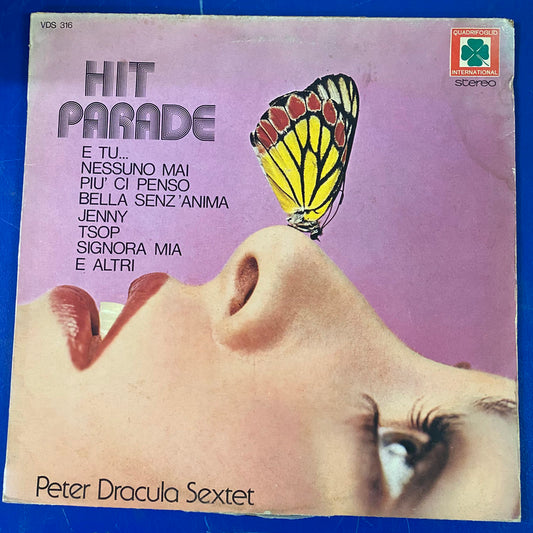 VDS 316
QUADRIFOGLIO
INTERNATIONAL
stereo
HIT
PARADE
E TU...
NESSUNO MAI
PIU' CI PENSO
BELLA SENZ'ANIMA
JENNY
TSOP
SIGNORA MIA
E ALTRI
Peter Dracula Sextet